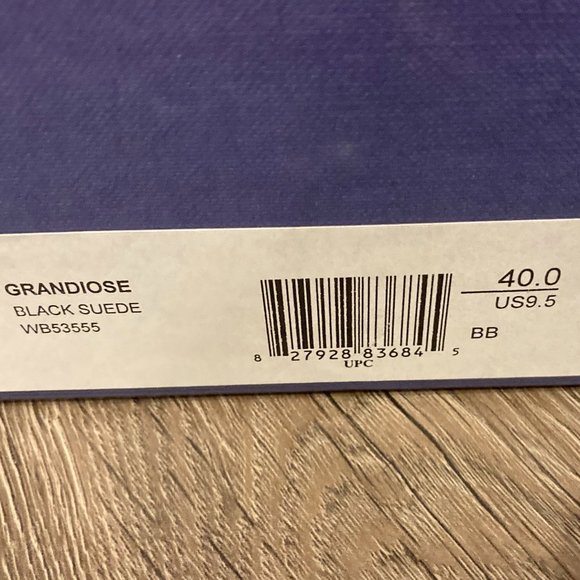 GRANDIOSE
BLACK SUEDE
WB53555
8 27928 83684 5
UPC
40.0
US9.5
BB